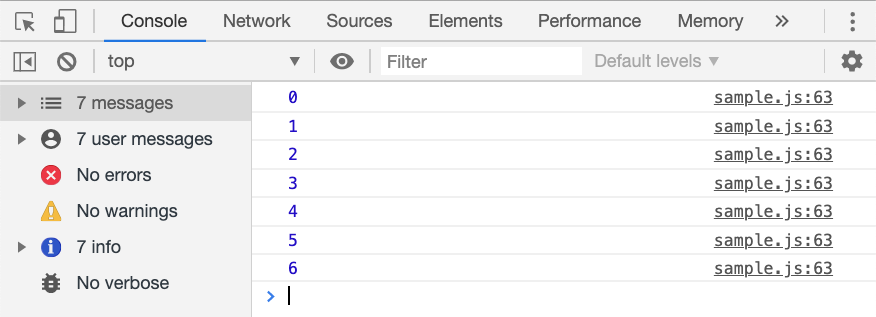 Console Network Sources Elements Performance Memory »
top Filter Default levels
7 messages
7 user messages
No errors
No warnings
7 info
No verbose
0 sample.js:63
1 sample.js:63
2 sample.js:63
3 sample.js:63
4 sample.js:63
5 sample.js:63
6 sample.js:63